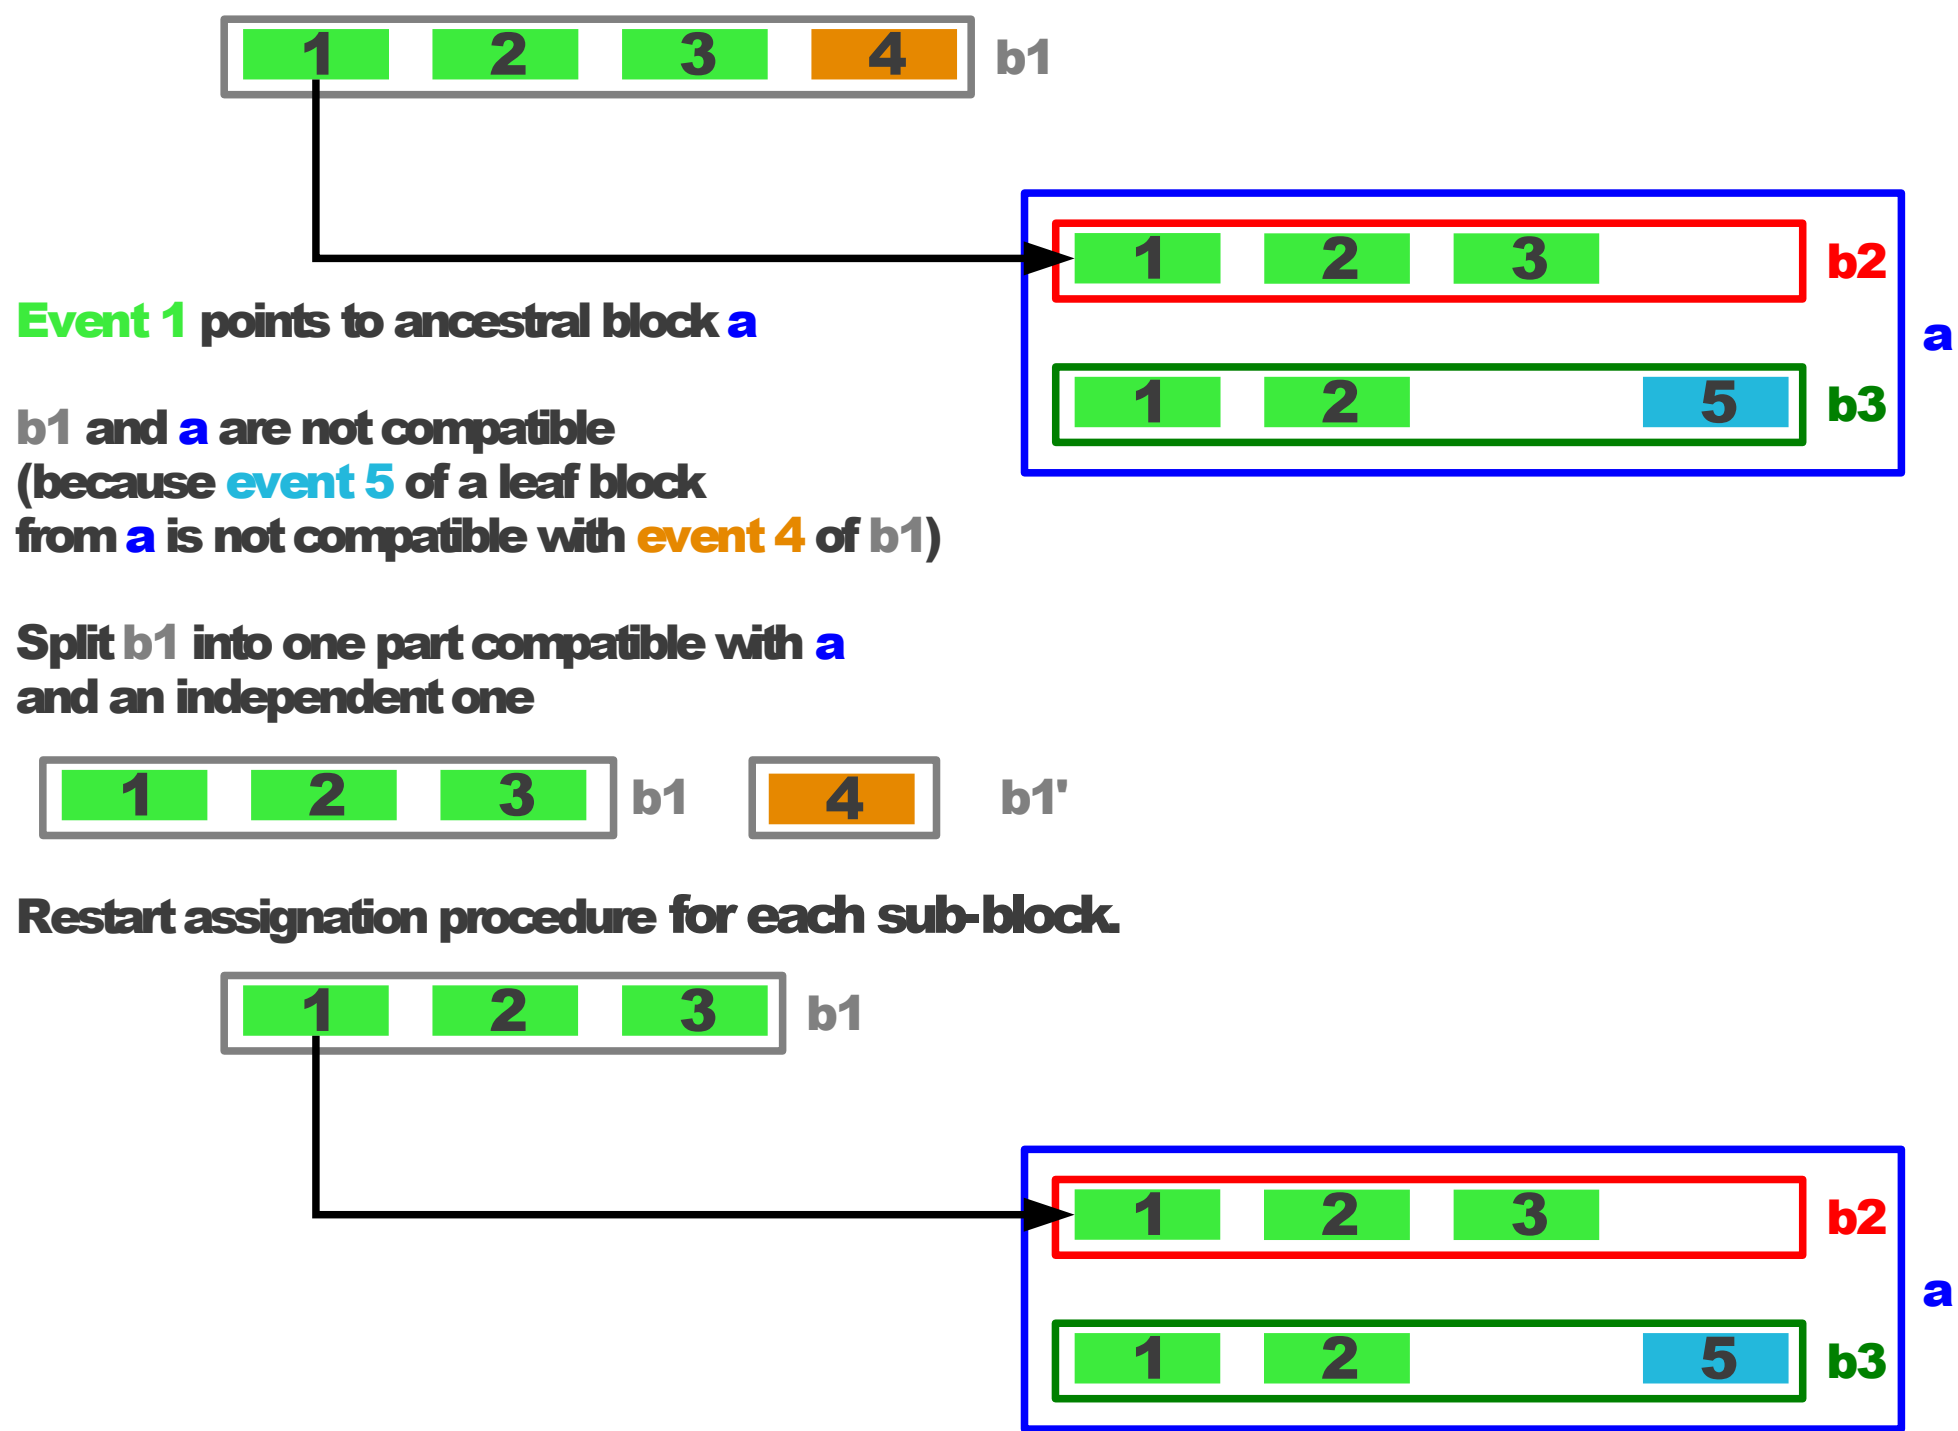 1 2 3 4 b1
1 2 3 b2
Event 1 points to ancestral block a
a
1 2 5 b3
b1 and a are not compatible
(because event 5 of a leaf block
from a is not compatible with event 4 of b1)
Split b1 into one part compatible with a
and an independent one
1 2 3 b1 4 b1'
Restart assignation procedure for each sub-block.
1 2 3 b1
1 2 3 b2
a
1 2 5 b3